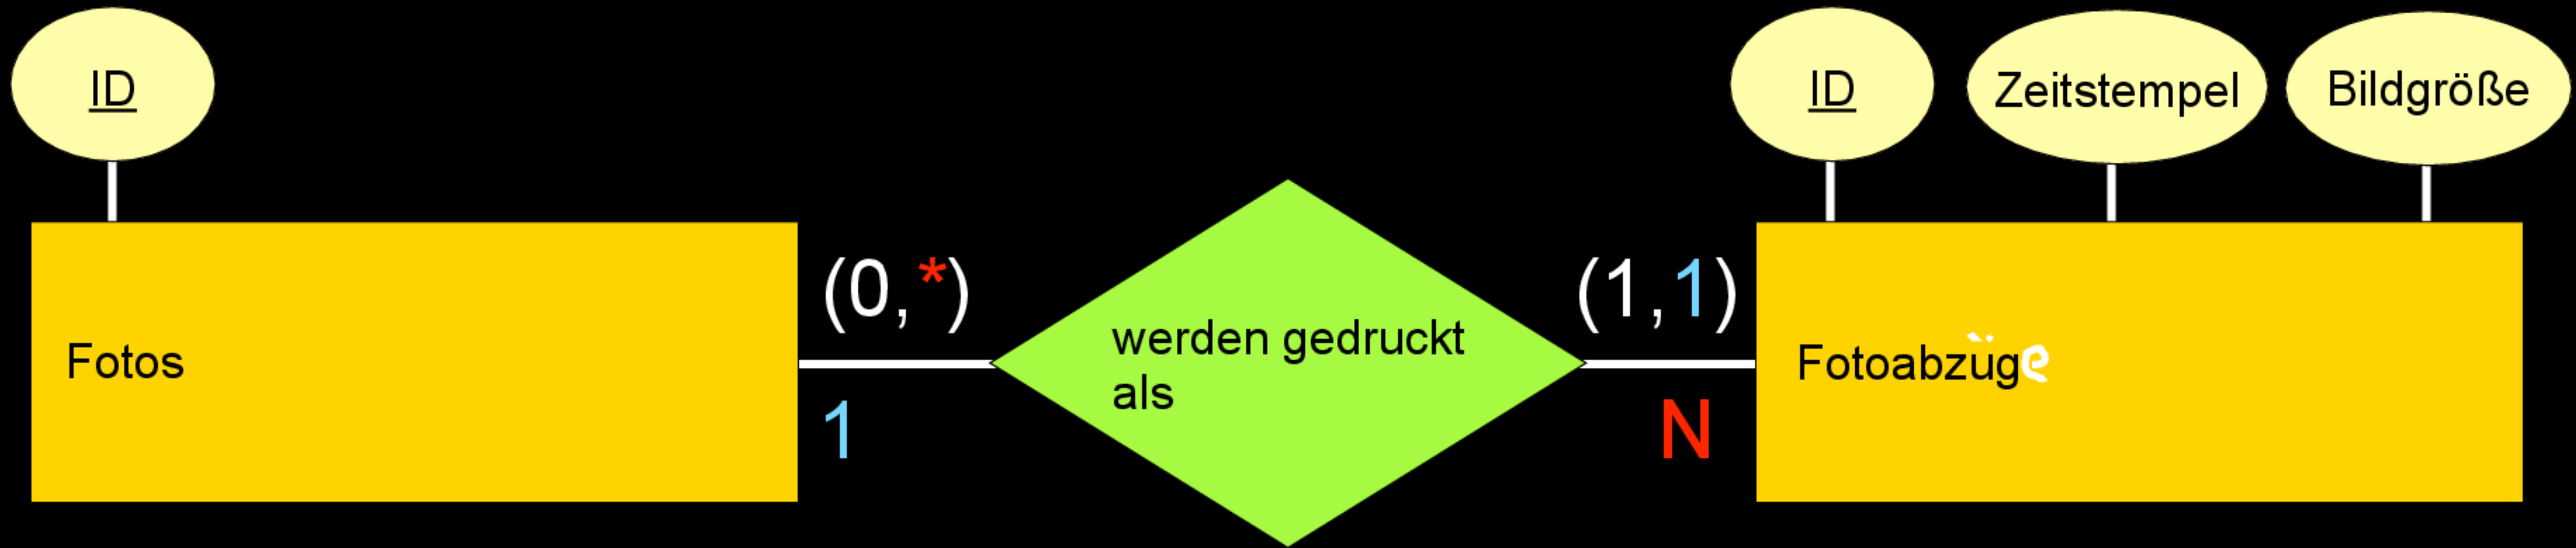 ID
ID
Zeitstempel
Bildgröße
(0,*)
(1,1)
Fotos
werden gedruckt
als
Fotoabzüge
1
N